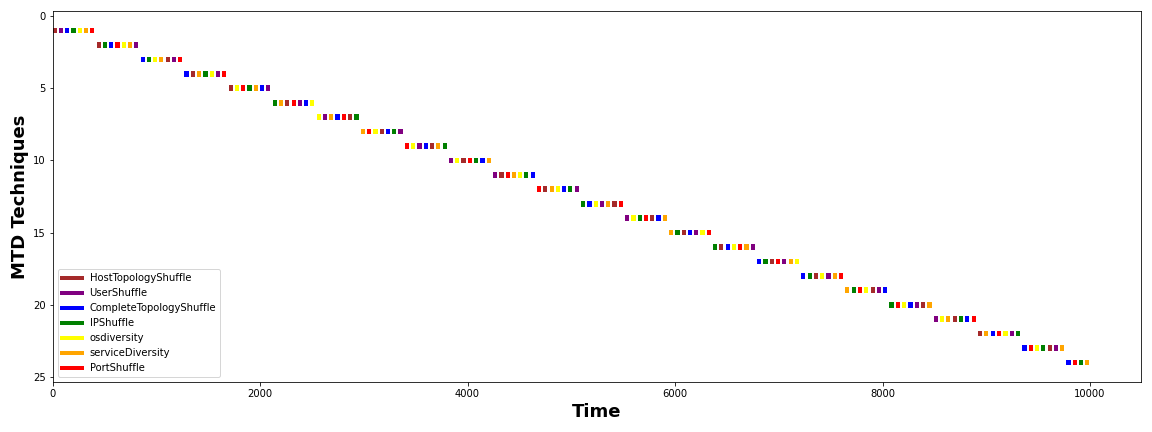 0
5
10
15
20
25
MTD Techniques
HostTopologyShuffle
UserShuffle
CompleteTopologyShuffle
IPShuffle
osdiversity
serviceDiversity
PortShuffle
0
2000
4000
6000
8000
10000
Time